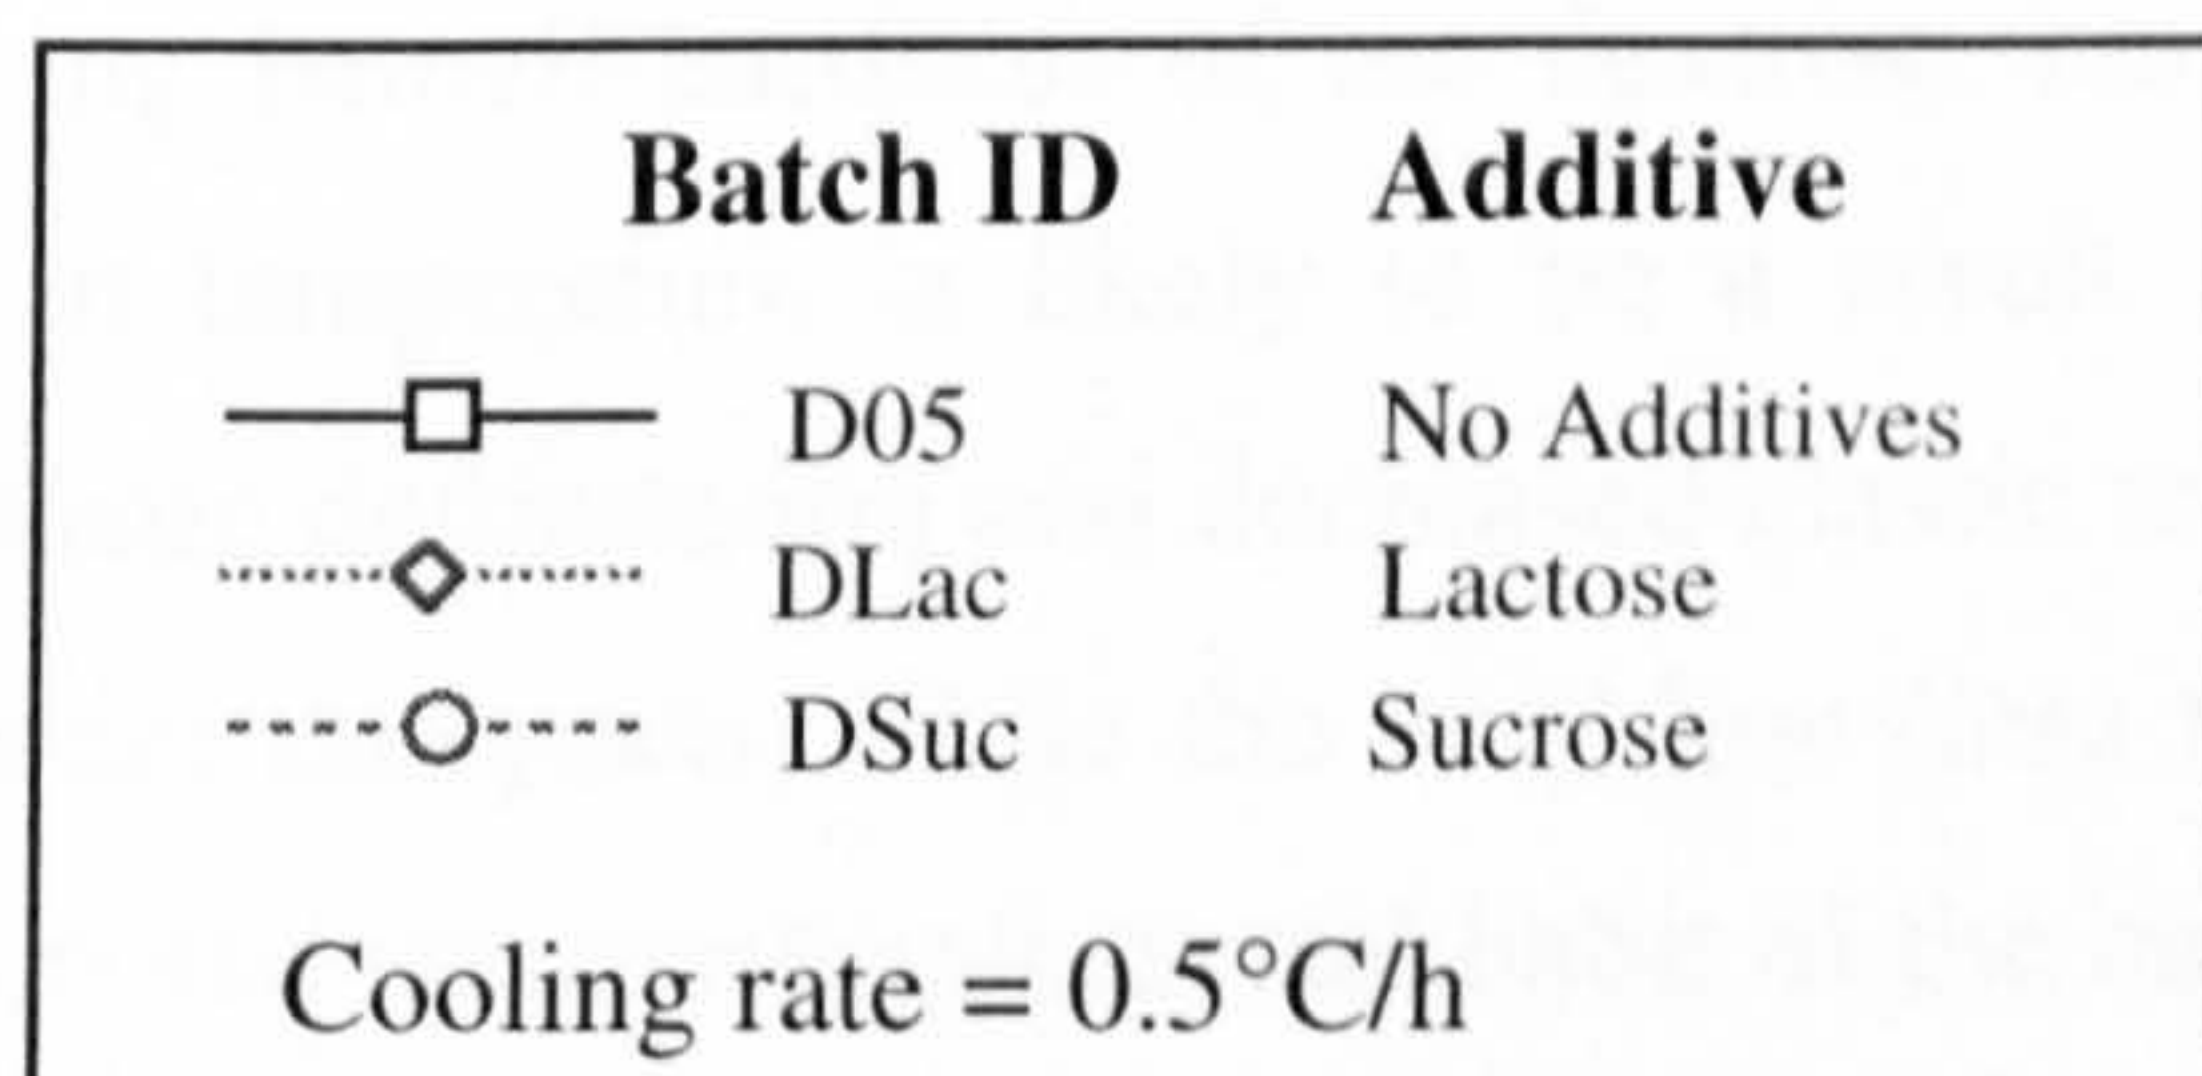 Batch ID Additive
D05 No Additives
DLac Lactose
DSuc Sucrose
Cooling rate = 0.5°C/h